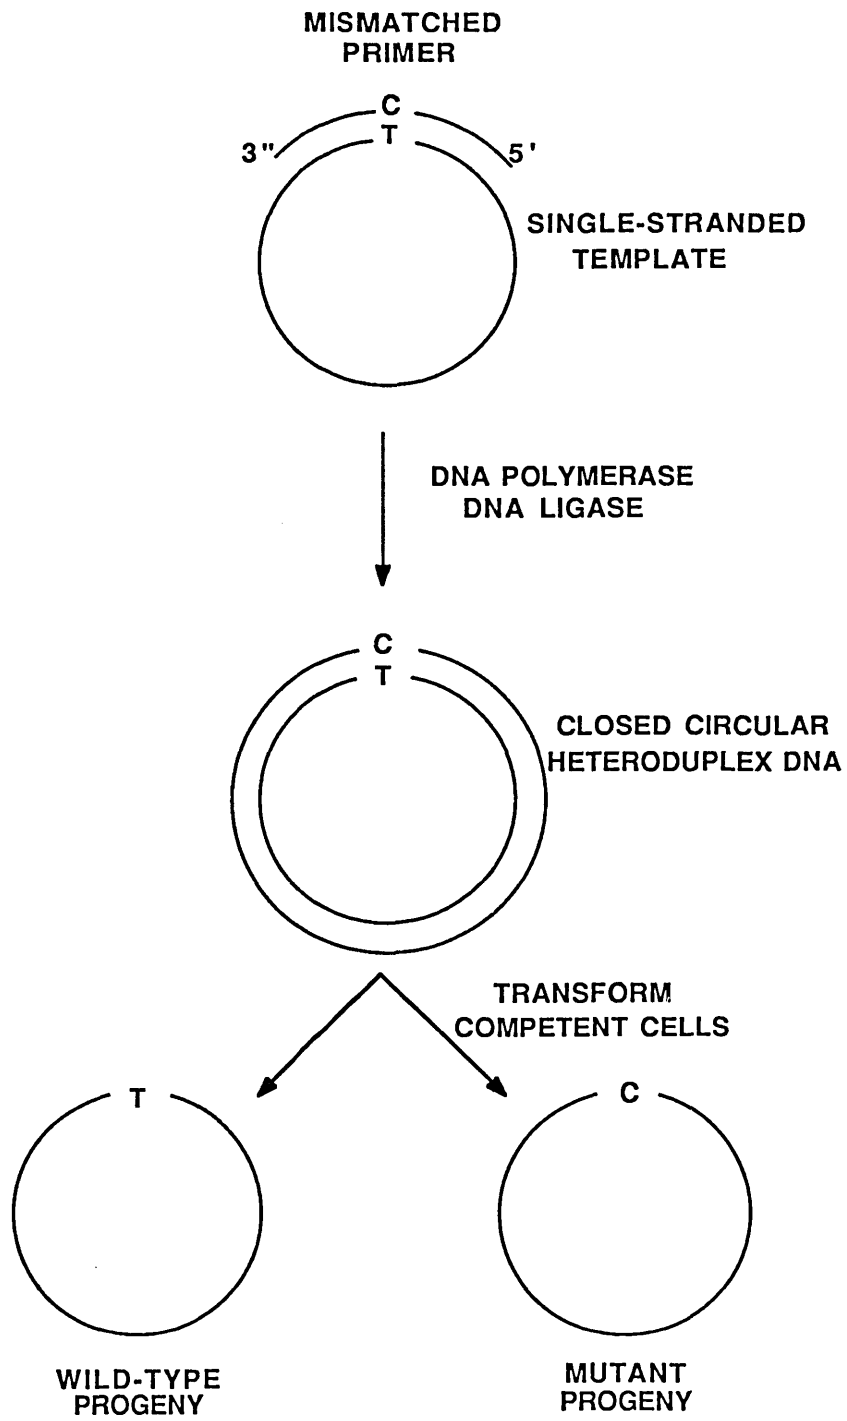 MISMATCHED
PRIMER
C
T
3"
5'
SINGLE-STRANDED
TEMPLATE
DNA POLYMERASE
DNA LIGASE
C
T
CLOSED CIRCULAR
HETERODUPLEX DNA
TRANSFORM
COMPETENT CELLS
T
C
WILD-TYPE
PROGENY
MUTANT
PROGENY